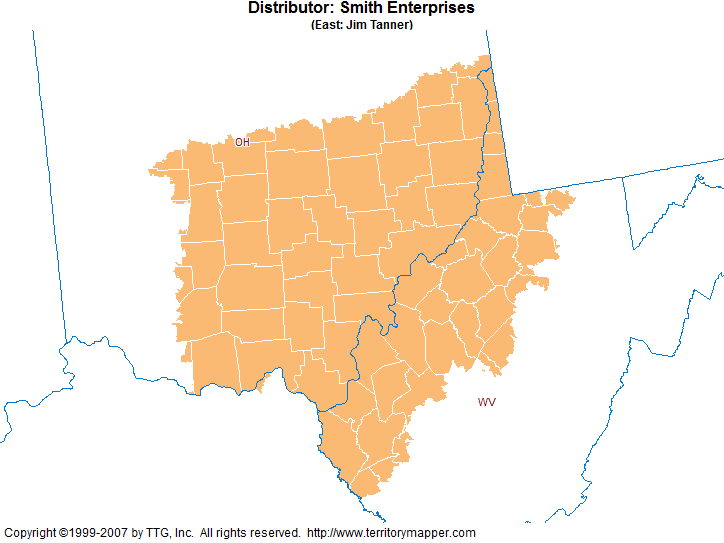 Distributor: Smith Enterprises
(East: Jim Tanner)
OH
WV
Copyright ©1999-2007 by TTG, Inc.  All rights reserved.  http://www.territorymapper.com